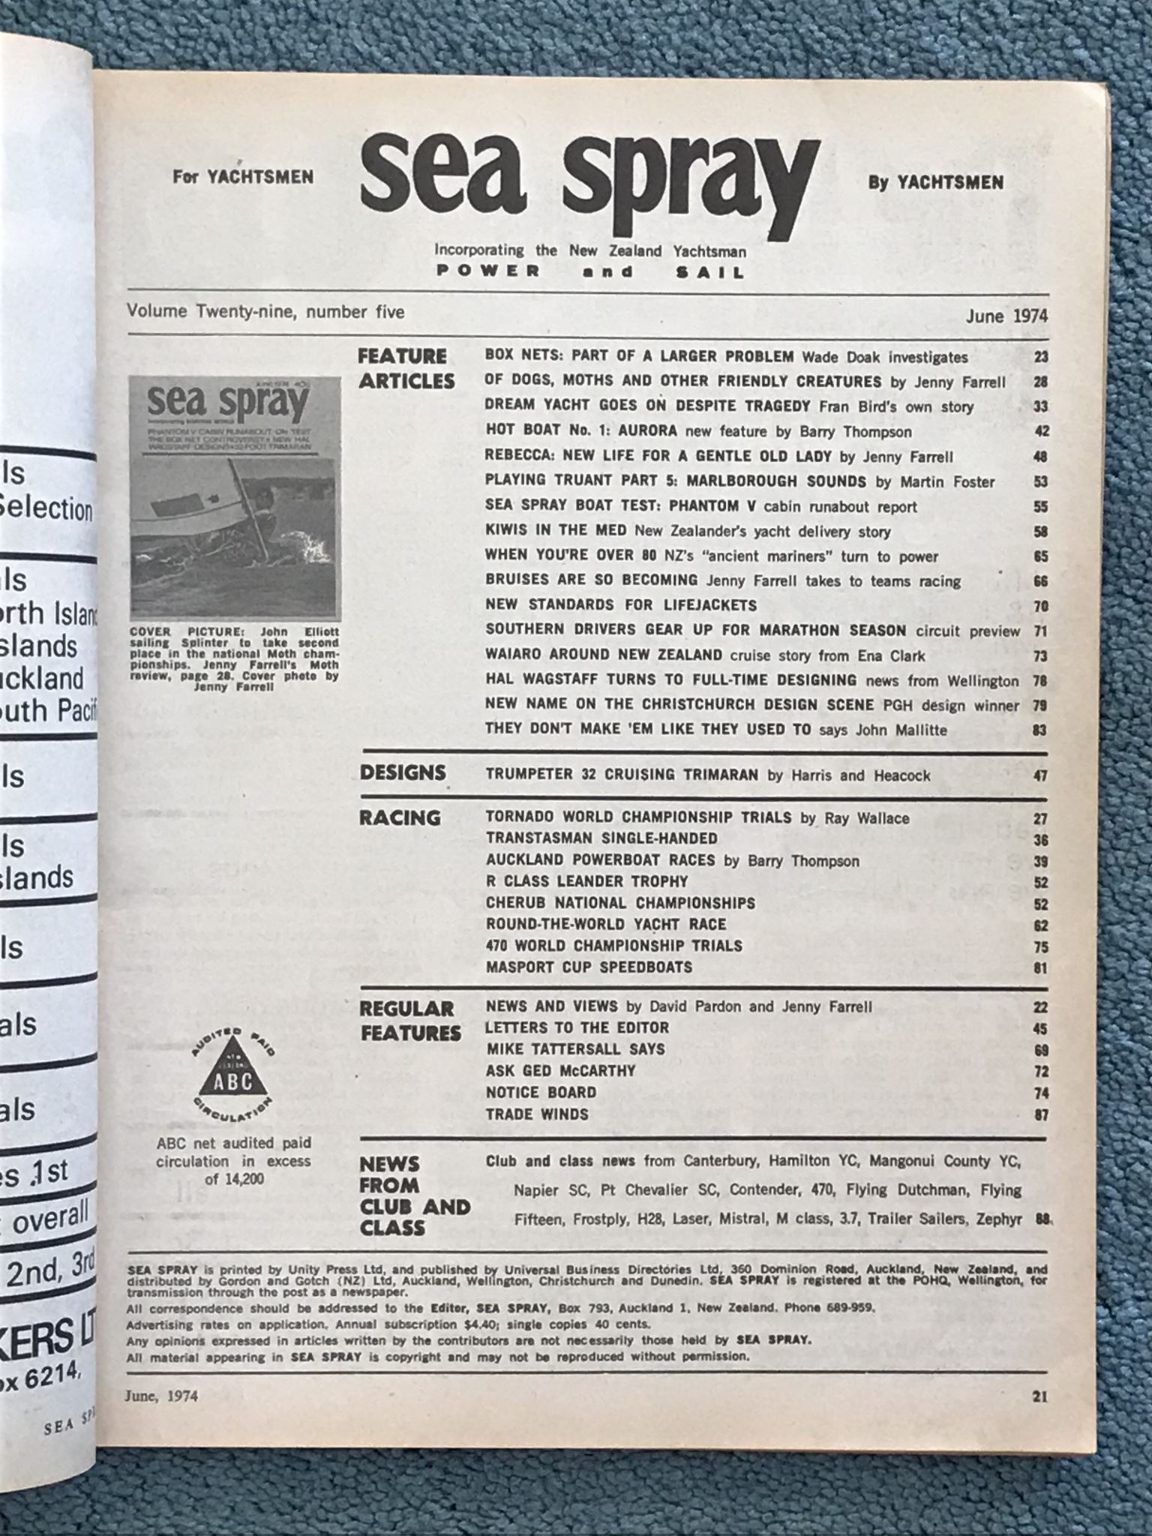 ls
Selection
ls
orth Island
slands
uckland
outh Pacif
ls
ls
slands
ls
als
als
es 1st
overall
2nd, 3rd
KERS LT
ox 6214,
SEA SP
For YACHTSMEN
sea spray
By YACHTSMEN
Incorporating the New Zealand Yachtsman
POWER and SAIL
Volume Twenty-nine, number five
June 1974
FEATURE
ARTICLES
BOX NETS: PART OF A LARGER PROBLEM Wade Doak investigates 23
OF DOGS, MOTHS AND OTHER FRIENDLY CREATURES by Jenny Farrell 28
DREAM YACHT GOES ON DESPITE TRAGEDY Fran Bird's own story 33
HOT BOAT No. 1: AURORA new feature by Barry Thompson 42
REBECCA: NEW LIFE FOR A GENTLE OLD LADY by Jenny Farrell 48
PLAYING TRUANT PART 5: MARLBOROUGH SOUNDS by Martin Foster 53
SEA SPRAY BOAT TEST: PHANTOM V cabin runabout report 55
KIWIS IN THE MED New Zealander's yacht delivery story 58
WHEN YOU'RE OVER 80 NZ's "ancient mariners" turn to power 65
BRUISES ARE SO BECOMING Jenny Farrell takes to teams racing 66
NEW STANDARDS FOR LIFEJACKETS 70
SOUTHERN DRIVERS GEAR UP FOR MARATHON SEASON circuit preview 71
WAIARO AROUND NEW ZEALAND cruise story from Ena Clark 73
HAL WAGSTAFF TURNS TO FULL-TIME DESIGNING news from Wellington 78
NEW NAME ON THE CHRISTCHURCH DESIGN SCENE PGH design winner 79
THEY DON'T MAKE 'EM LIKE THEY USED TO says John Mallitte 83
sea spray
PHANTOM V CABIN RUNABOUT ON TEST
THE BOX NET CONTROVERSY • NEW HAL
WAGSTAFF DESIGNS • 32-FOOT TRIMARAN
COVER PICTURE: John Elliott
sailing Splinter to take second
place in the national Moth cham-
pionships. Jenny Farrell's Moth
review, page 28. Cover photo by
Jenny Farrell
DESIGNS
TRUMPETER 32 CRUISING TRIMARAN by Harris and Heacock 47
RACING
TORNADO WORLD CHAMPIONSHIP TRIALS by Ray Wallace 27
TRANSTASMAN SINGLE-HANDED 36
AUCKLAND POWERBOAT RACES by Barry Thompson 39
R CLASS LEANDER TROPHY 52
CHERUB NATIONAL CHAMPIONSHIPS 52
ROUND-THE-WORLD YACHT RACE 62
470 WORLD CHAMPIONSHIP TRIALS 75
MASPORT CUP SPEEDBOATS 81
REGULAR
FEATURES
NEWS AND VIEWS by David Pardon and Jenny Farrell 22
LETTERS TO THE EDITOR 45
MIKE TATTERSALL SAYS 69
ASK GED McCARTHY 72
NOTICE BOARD 74
TRADE WINDS 87
AUDITED PAID
ABC
CIRCULATION
ABC net audited paid
circulation in excess
of 14,200
NEWS
FROM
CLUB AND
CLASS
Club and class news from Canterbury, Hamilton YC, Mangonui County YC,
Napier SC, Pt Chevalier SC, Contender, 470, Flying Dutchman, Flying
Fifteen, Frostply, H28, Laser, Mistral, M class, 3.7, Trailer Sailers, Zephyr 88
SEA SPRAY is printed by Unity Press Ltd, and published by Universal Business Directories Ltd, 360 Dominion Road, Auckland, New Zealand, and
distributed by Gordon and Gotch (NZ) Ltd, Auckland, Wellington, Christchurch and Dunedin. SEA SPRAY is registered at the POHQ, Wellington, for
transmission through the post as a newspaper.
All correspondence should be addressed to the Editor, SEA SPRAY, Box 793, Auckland 1, New Zealand. Phone 689-959.
Advertising rates on application. Annual subscription $4.40; single copies 40 cents.
Any opinions expressed in articles written by the contributors are not necessarily those held by SEA SPRAY.
All material appearing in SEA SPRAY is copyright and may not be reproduced without permission.
June, 1974
21